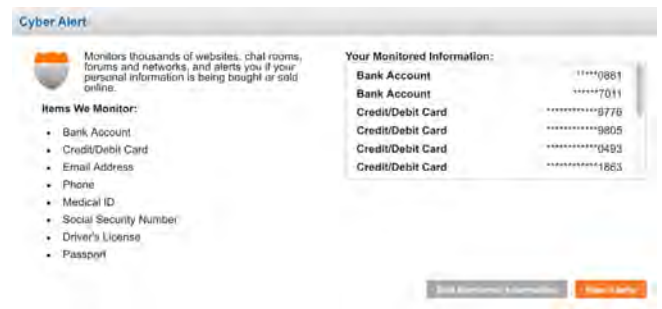 Cyber Alert
Monitors thousands of websites, chat rooms,
forums and networks, and alerts you if your
personal information is being bought or sold
online.
Items We Monitor:
• Bank Account
• Credit/Debit Card
• Email Address
• Phone
• Medical ID
• Social Security Number
• Driver's License
• Passport
Your Monitored Information:
Bank Account *****0881
Bank Account ******7011
Credit/Debit Card ************6776
Credit/Debit Card ************9805
Credit/Debit Card ************0493
Credit/Debit Card ************1863